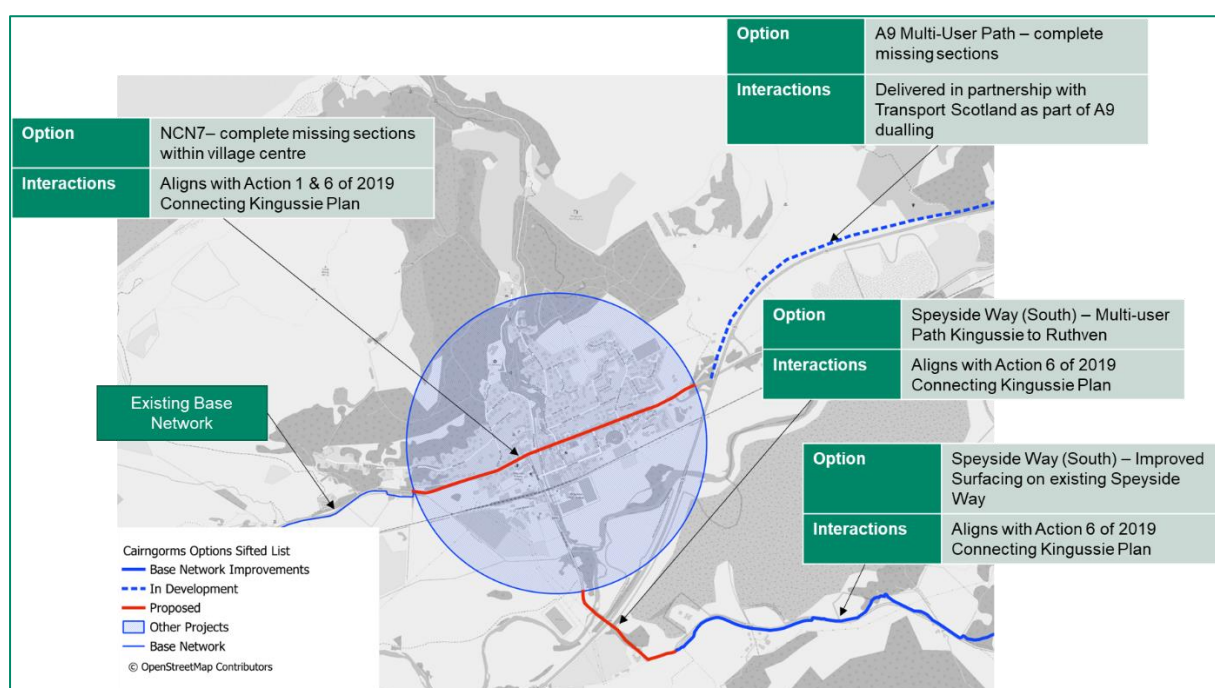 Option
A9 Multi-User Path – complete
missing sections
Interactions
Delivered in partnership with
Transport Scotland as part of A9
dualling
Option
NCN7– complete missing sections
within village centre
Interactions
Aligns with Action 1 & 6 of 2019
Connecting Kingussie Plan
Option
Speyside Way (South) – Multi-user
Path Kingussie to Ruthven
Interactions
Aligns with Action 6 of 2019
Connecting Kingussie Plan
Existing Base
Network
Option
Speyside Way (South) – Improved
Surfacing on existing Speyside
Way
Interactions
Aligns with Action 6 of 2019
Connecting Kingussie Plan
Cairngorms Options Sifted List
Base Network Improvements
In Development
Proposed
Other Projects
Base Network
© OpenStreetMap Contributors